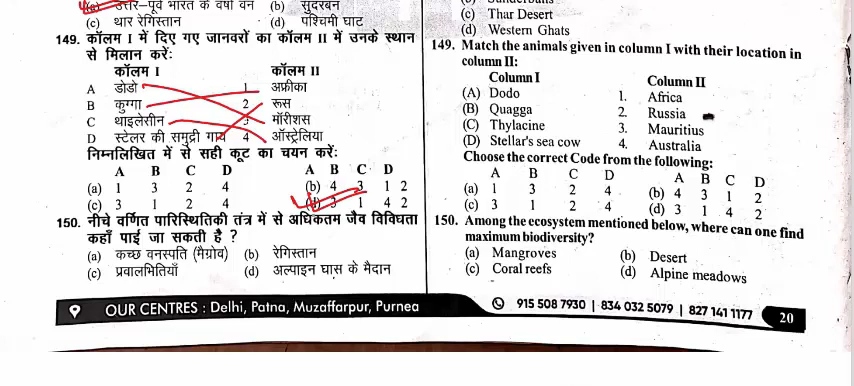 (a) उत्तर–पूर्व भारत के वर्षा वन (b) सुंदरबन
(c) थार रेगिस्तान (d) पश्चिमी घाट
149. कॉलम I में दिए गए जानवरों का कॉलम II में उनके स्थान
से मिलान करें:
कॉलम I कॉलम II
A डोडो 1 अफ्रीका
B कुग्गा 2 रूस
C थाइलेसीन 3 मॉरीशस
D स्टेलर की समुद्री गाय 4 ऑस्ट्रेलिया
निम्नलिखित में से सही कूट का चयन करें:
A B C D A B C D
(a) 1 3 2 4 (b) 4 3 1 2
(c) 3 1 2 4 (d) 3 1 4 2
150. नीचे वर्णित पारिस्थितिकी तंत्र में से अधिकतम जैव विविधता
कहाँ पाई जा सकती है ?
(a) कच्छ वनस्पति (मैग्रोव) (b) रेगिस्तान
(c) प्रवालभितियाँ (d) अल्पाइन घास के मैदान
(c) Thar Desert
(d) Western Ghats
149. Match the animals given in column I with their location in
column II:
Column I Column II
(A) Dodo 1. Africa
(B) Quagga 2. Russia
(C) Thylacine 3. Mauritius
(D) Stellar's sea cow 4. Australia
Choose the correct Code from the following:
A B C D A B C D
(a) 1 3 2 4 (b) 4 3 1 2
(c) 3 1 2 4 (d) 3 1 4 2
150. Among the ecosystem mentioned below, where can one find
maximum biodiversity?
(a) Mangroves (b) Desert
(c) Coral reefs (d) Alpine meadows
OUR CENTRES : Delhi, Patna, Muzaffarpur, Purnea 915 508 7930 | 834 032 5079 | 827 141 1177 20